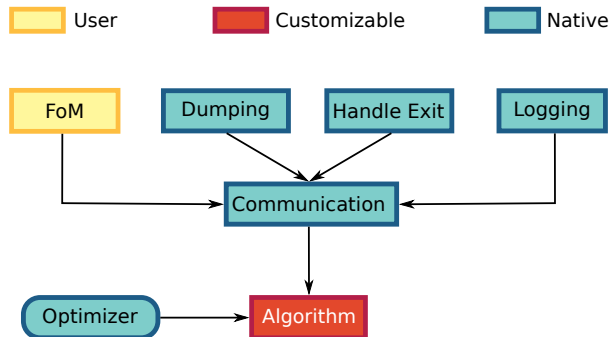 User
Customizable
Native
FoM
Dumping
Handle Exit
Logging
Communication
Optimizer
Algorithm